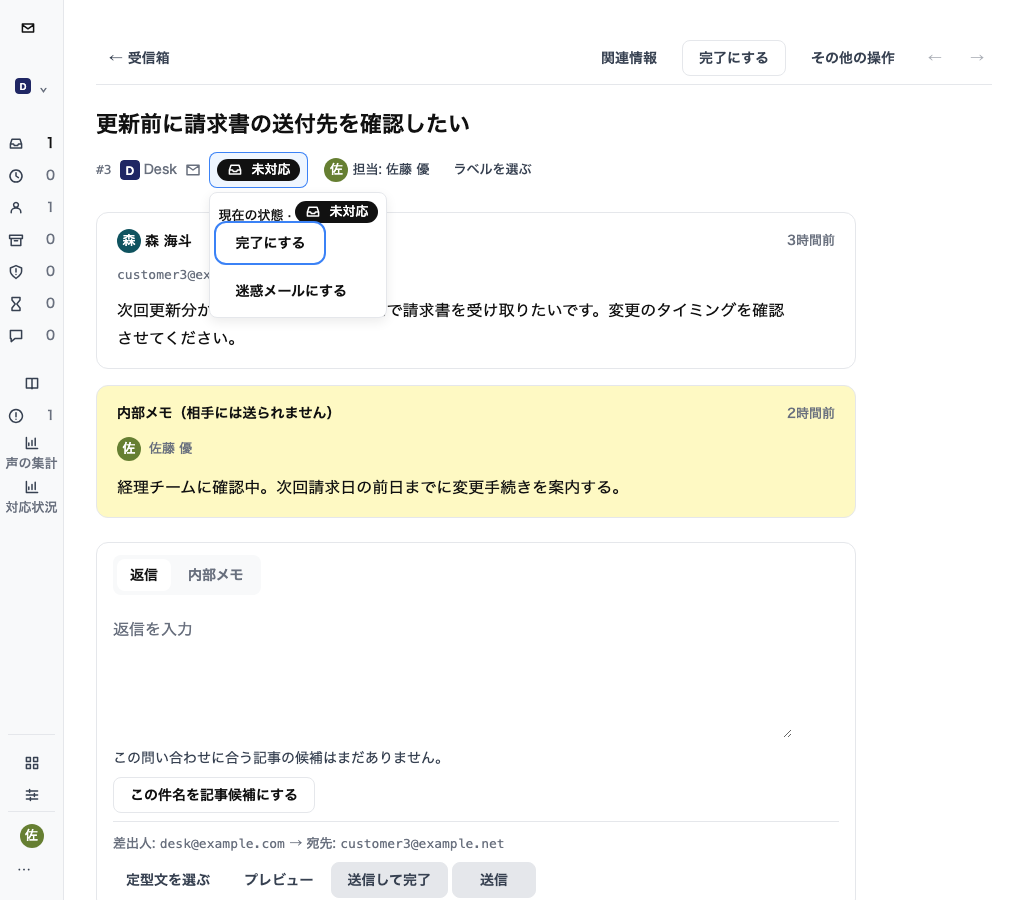 ← 受信箱
関連情報
完了にする
その他の操作
← →
D
1
0
1
0
0
0
0
1
声の集計
対応状況
佐
…
更新前に請求書の送付先を確認したい
#3 D Desk 未対応 佐 担当: 佐藤 優 ラベルを選ぶ
現在の状態 · 未対応
完了にする
迷惑メールにする
森 森 海斗 3時間前
customer3@ex
次回更新分か で請求書を受け取りたいです。変更のタイミングを確認
させてください。
内部メモ（相手には送られません） 2時間前
佐 佐藤 優
経理チームに確認中。次回請求日の前日までに変更手続きを案内する。
返信 内部メモ
返信を入力
この問い合わせに合う記事の候補はまだありません。
この件名を記事候補にする
差出人: desk@example.com → 宛先: customer3@example.net
定型文を選ぶ プレビュー 送信して完了 送信